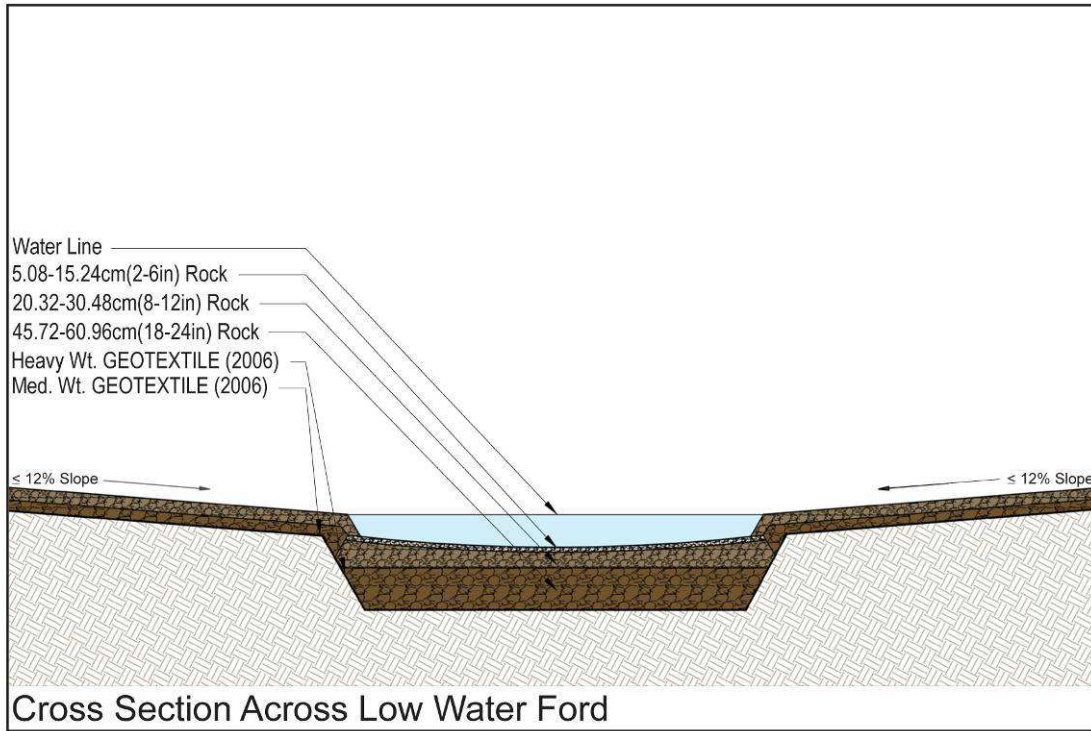 Water Line
5.08-15.24cm(2-6in) Rock
20.32-30.48cm(8-12in) Rock
45.72-60.96cm(18-24in) Rock
Heavy Wt. GEOTEXTILE (2006)
Med. Wt. GEOTEXTILE (2006)
≤ 12% Slope
≤ 12% Slope
Cross Section Across Low Water Ford